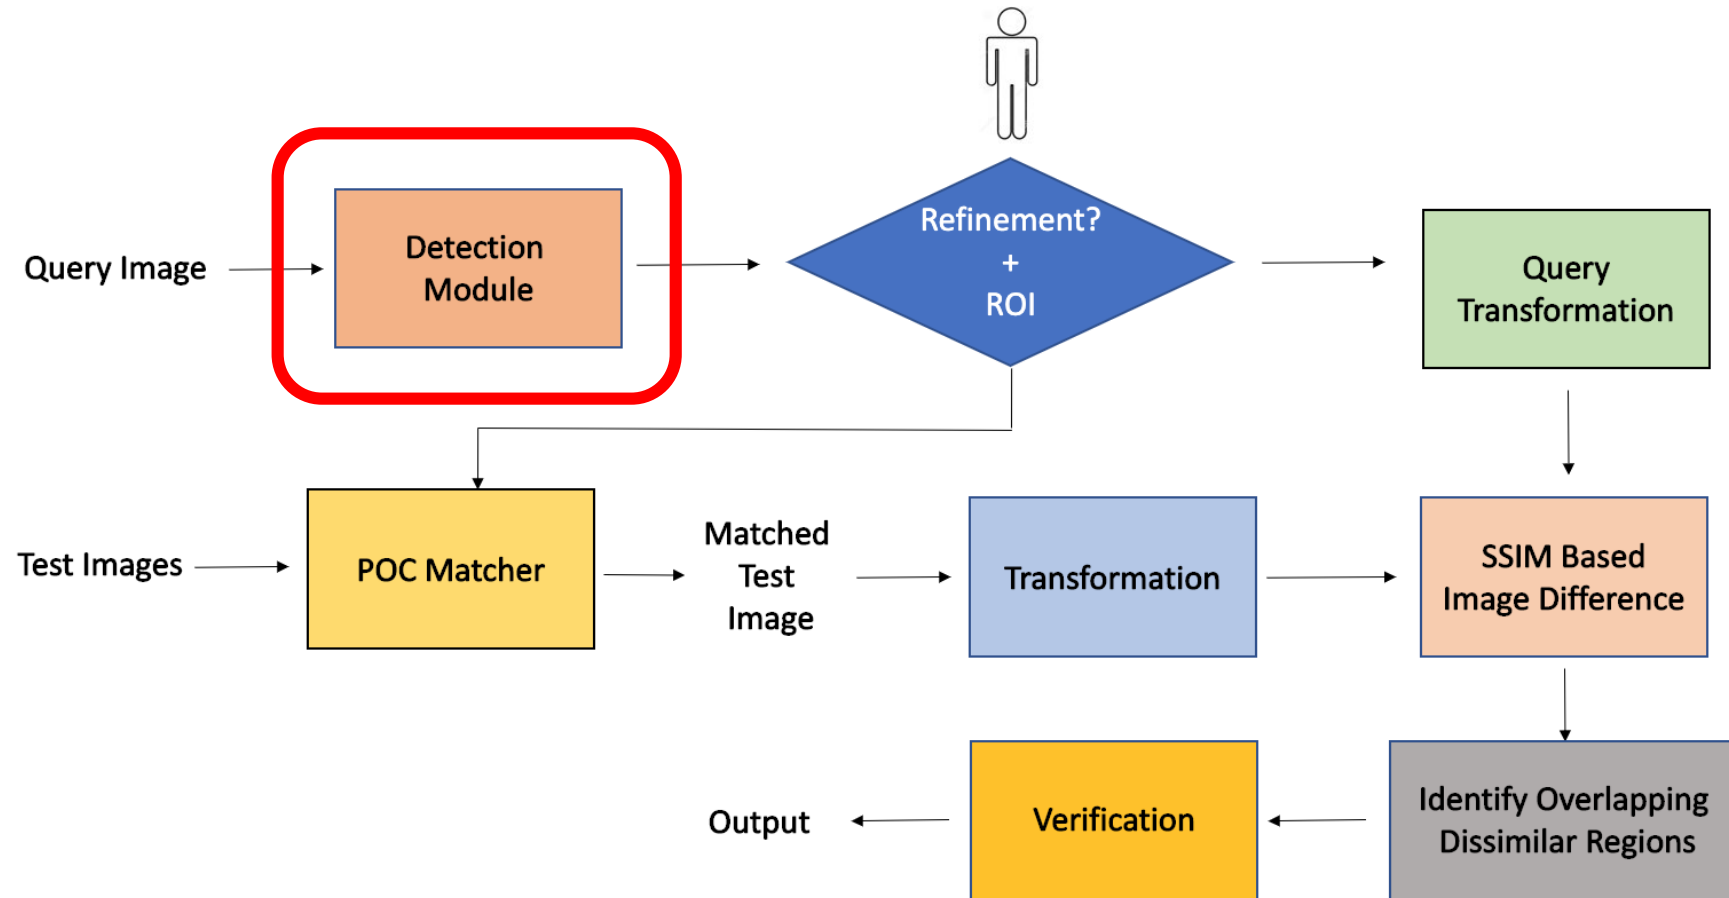 Query Image
Detection
Module
Refinement?
+
ROI
Query
Transformation
Test Images
POC Matcher
Matched
Test
Image
Transformation
SSIM Based
Image Difference
Output
Verification
Identify Overlapping
Dissimilar Regions